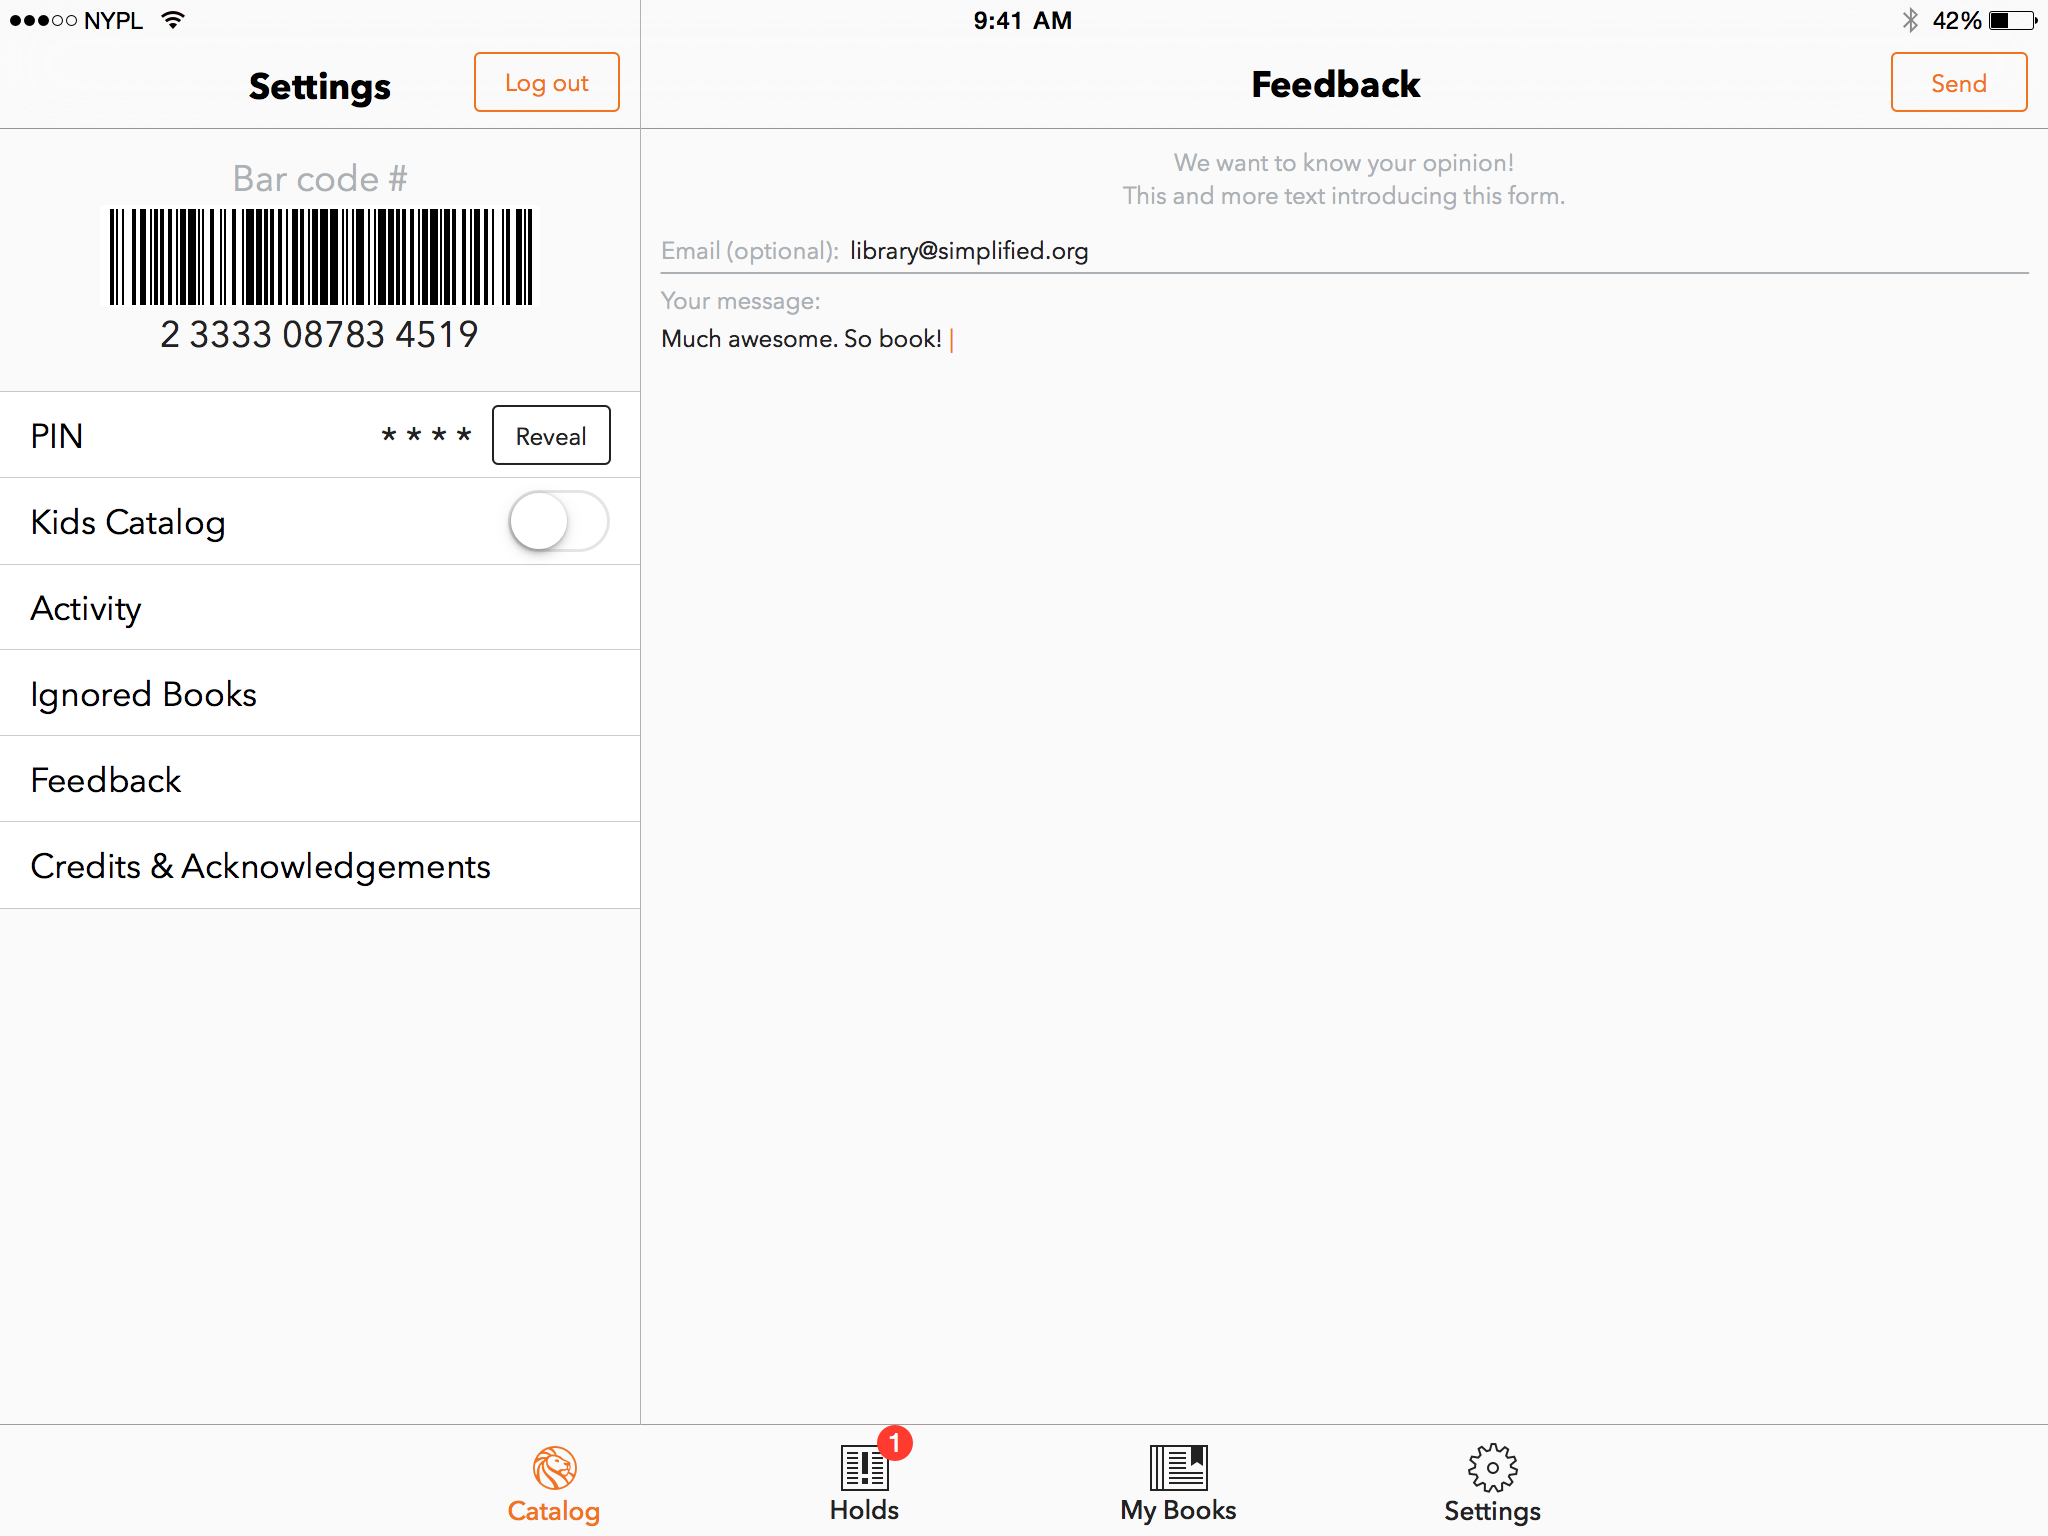 NYPL
9:41 AM
42%
Settings
Log out
Feedback
Send
Bar code #
2 3333 08783 4519
PIN
* * * *
Reveal
Kids Catalog
Activity
Ignored Books
Feedback
Credits & Acknowledgements
We want to know your opinion!
This and more text introducing this form.
Email (optional): library@simplified.org
Your message:
Much awesome. So book!
Catalog
1
Holds
My Books
Settings